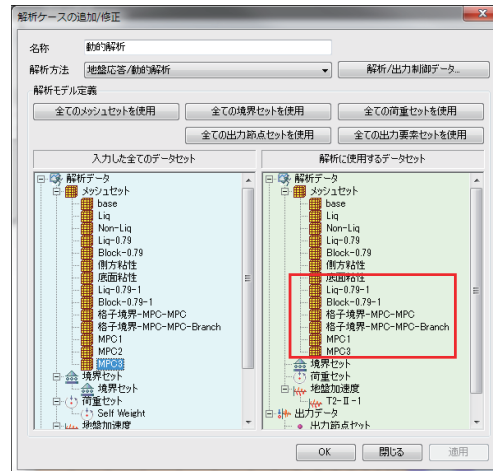 解析ケースの追加/修正
名称 動的解析
解析方法 地盤応答/動的解析 解析/出力制御データ...
解析モデル定義
全てのメッシュセットを使用 全ての境界セットを使用 全ての荷重セットを使用
全ての出力節点セットを使用 全ての出力要素セットを使用
入力した全てのデータセット
解析データ
メッシュセット
base
Liq
Non-Liq
Liq-0.79
Block-0.79
側方粘性
底面粘性
Liq-0.79-1
Block-0.79-1
格子境界-MPC-MPC
格子境界-MPC-MPC-Branch
MPC1
MPC2
MPC3
境界セット
境界セット
荷重セット
Self Weight
地盤加速度
解析に使用するデータセット
解析データ
メッシュセット
base
Liq
Non-Liq
Liq-0.79
Block-0.79
側方粘性
底面粘性
Liq-0.79-1
Block-0.79-1
格子境界-MPC-MPC
格子境界-MPC-MPC-Branch
MPC1
MPC3
境界セット
荷重セット
地盤加速度
T2-Ⅱ-1
出力データ
出力節点セット
OK 閉じる 適用